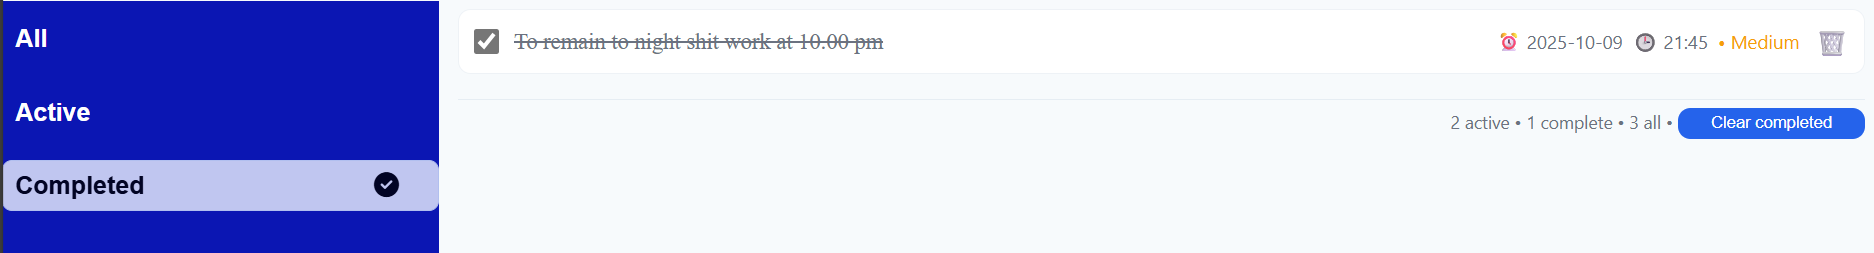 All
Active
Completed
To remain to night shit work at 10.00 pm
2025-10-09 21:45 • Medium
2 active • 1 complete • 3 all •
Clear completed